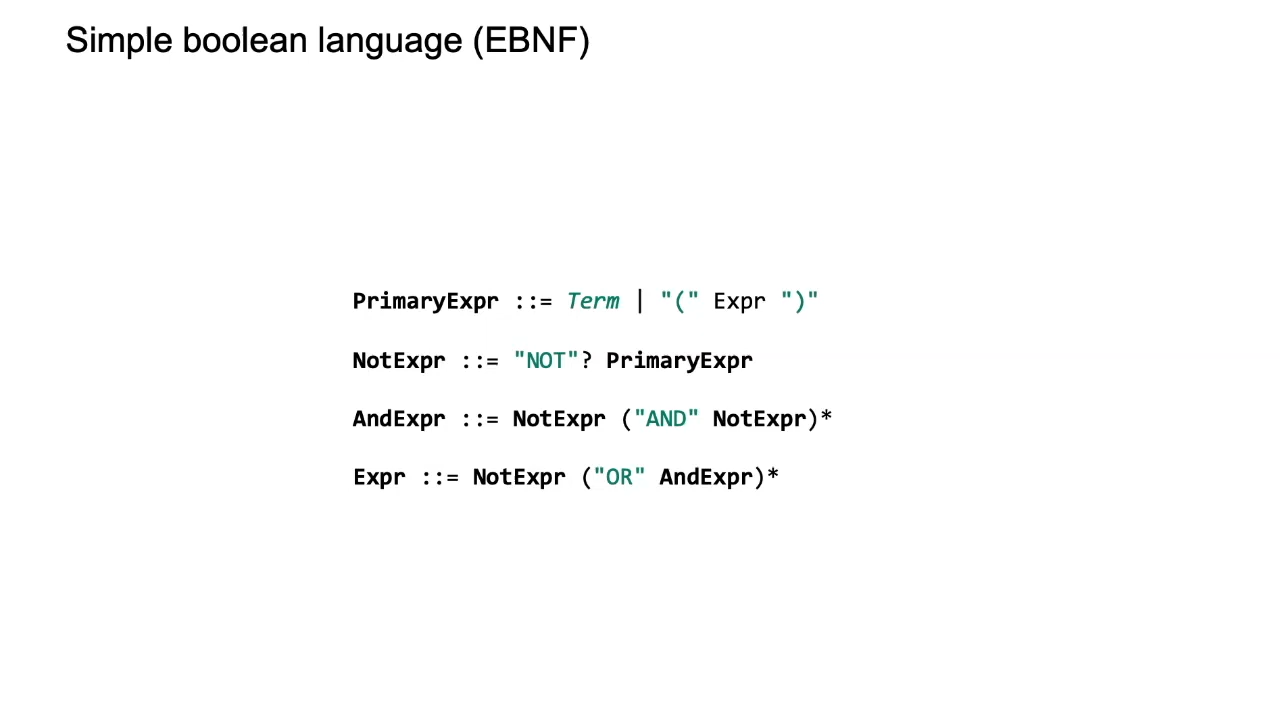 Simple boolean language (EBNF)
PrimaryExpr ::= Term | "(" Expr ")"
NotExpr ::= "NOT"? PrimaryExpr
AndExpr ::= NotExpr ("AND" NotExpr)*
Expr ::= NotExpr ("OR" AndExpr)*